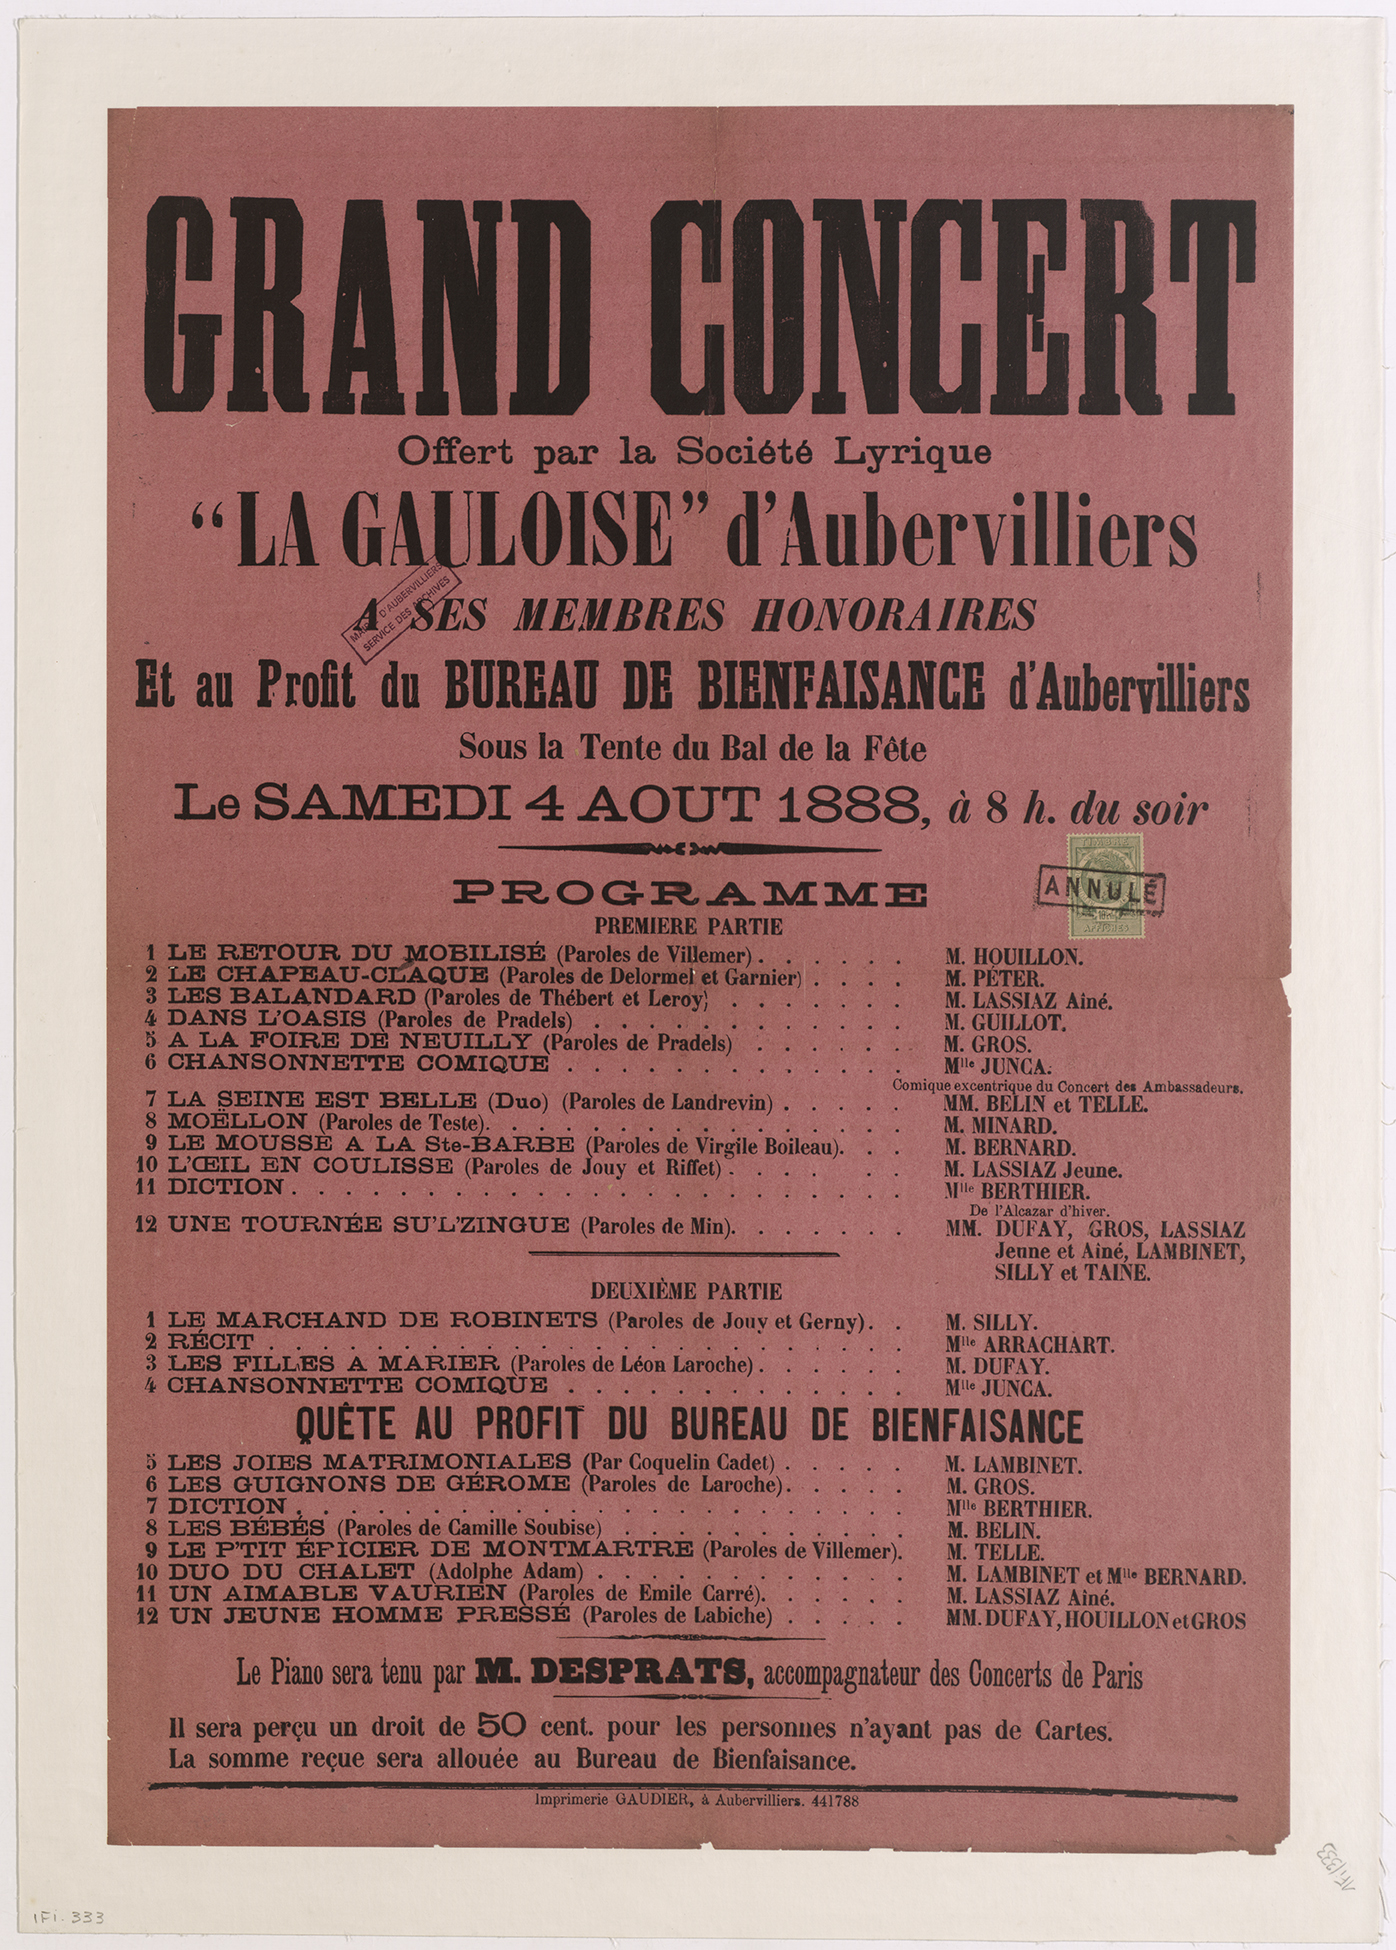 GRAND CONCERT
Offert par la Société Lyrique
“LA GAULOISE” d'Aubervilliers
MAIRIE D'AUBERVILLIERS
SERVICE DES ARCHIVES
A SES MEMBRES HONORAIRES
Et au Profit du BUREAU DE BIENFAISANCE d'Aubervilliers
Sous la Tente du Bal de la Fête
Le SAMEDI 4 AOUT 1888, à 8 h. du soir
TIMBRE
ANNULÉ
AFFICHES
PROGRAMME
PREMIERE PARTIE
1 LE RETOUR DU MOBILISÉ (Paroles de Villemer) . . . . . . M. HOUILLON.
2 LE CHAPEAU-CLAQUE (Paroles de Delormel et Garnier) . . . . M. PÉTER.
3 LES BALANDARD (Paroles de Thébert et Leroy) . . . . . . . M. LASSIAZ Aîné.
4 DANS L'OASIS (Paroles de Pradels) . . . . . . . . . . . M. GUILLOT.
5 A LA FOIRE DE NEUILLY (Paroles de Pradels) . . . . . . M. GROS.
6 CHANSONNETTE COMIQUE . . . . . . . . . . . . . Mlle JUNCA.
Comique excentrique du Concert des Ambassadeurs.
7 LA SEINE EST BELLE (Duo) (Paroles de Landrevin) . . . . . MM. BELIN et TELLE.
8 MOËLLON (Paroles de Teste). . . . . . . . . . . . . . . . M. MINARD.
9 LE MOUSSE A LA Ste-BARBE (Paroles de Virgile Boileau). . . M. BERNARD.
10 L'ŒIL EN COULISSE (Paroles de Jouy et Riffet) . . . . . . . M. LASSIAZ Jeune.
11 DICTION . . . . . . . . . . . . . . . . . . . . . . . Mlle BERTHIER.
De l'Alcazar d'hiver.
12 UNE TOURNÉE SU'L'ZINGUE (Paroles de Min). . . . . . . MM. DUFAY, GROS, LASSIAZ
Jenne et Aîné, LAMBINET,
SILLY et TAINE.
DEUXIÈME PARTIE
1 LE MARCHAND DE ROBINETS (Paroles de Jouy et Gerny). . M. SILLY.
2 RÉCIT . . . . . . . . . . . . . . . . . . . . . . . . Mlle ARRACHART.
3 LES FILLES A MARIER (Paroles de Léon Laroche) . . . . . . M. DUFAY.
4 CHANSONNETTE COMIQUE . . . . . . . . . . . . . Mlle JUNCA.
QUÊTE AU PROFIT DU BUREAU DE BIENFAISANCE
5 LES JOIES MATRIMONIALES (Par Coquelin Cadet) . . . . . M. LAMBINET.
6 LES GUIGNONS DE GÉROME (Paroles de Laroche). . . . . M. GROS.
7 DICTION . . . . . . . . . . . . . . . . . . . . . . . Mlle BERTHIER.
8 LES BÉBÉS (Paroles de Camille Soubise) . . . . . . . . . . . M. BELIN.
9 LE P'TIT ÉPICIER DE MONTMARTRE (Paroles de Villemer). M. TELLE.
10 DUO DU CHALET (Adolphe Adam) . . . . . . . . . . . . M. LAMBINET et Mlle BERNARD.
11 UN AIMABLE VAURIEN (Paroles de Emile Carré). . . . . . M. LASSIAZ Aîné.
12 UN JEUNE HOMME PRESSÉ (Paroles de Labiche) . . . . . MM. DUFAY, HOUILLON et GROS
Le Piano sera tenu par M. DESPRATS, accompagnateur des Concerts de Paris
Il sera perçu un droit de 50 cent. pour les personnes n'ayant pas de Cartes.
La somme reçue sera allouée au Bureau de Bienfaisance.
Imprimerie GAUDIER, à Aubervilliers. 441788
1Fi/333
1Fi. 333